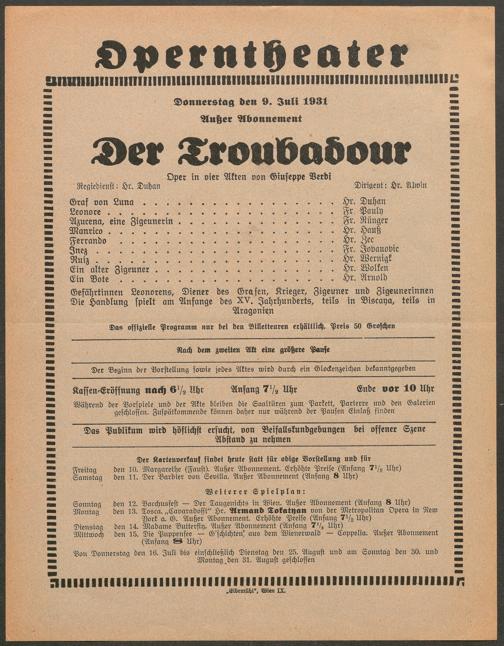 Operntheater
Donnerstag den 9. Juli 1931
Außer Abonnement
Der Troubadour
Oper in vier Akten von Giuseppe Verdi
Regiedienst: Hr. Duhan Dirigent: Hr. Alwin
Graf von Luna . . . . . . . . . . . . . . . . Hr. Duhan
Leonore . . . . . . . . . . . . . . . . Fr. Pauly
Azucena, eine Zigeunerin . . . . . . . . . . . . . . . . Fr. Rünger
Manrico . . . . . . . . . . . . . . . . Hr. Hauß
Ferrando . . . . . . . . . . . . . . . . Hr. Zec
Inez . . . . . . . . . . . . . . . . Fr. Jovanovic
Ruiz . . . . . . . . . . . . . . . . Hr. Wernigk
Ein alter Zigeuner . . . . . . . . . . . . . . . . Hr. Wolken
Ein Bote . . . . . . . . . . . . . . . . Hr. Arnold
Gefährtinnen Leonorens, Diener des Grafen, Krieger, Zigeuner und Zigeunerinnen
Die Handlung spielt am Anfange des XV. Jahrhunderts, teils in Biscaya, teils in
Aragonien
Das offizielle Programm nur bei den Billetteuren erhältlich. Preis 50 Groschen
Nach dem zweiten Akt eine größere Pause
Der Beginn der Vorstellung sowie jedes Aktes wird durch ein Glockenzeichen bekanntgegeben
Kassen-Eröffnung nach 6½ Uhr Anfang 7½ Uhr Ende vor 10 Uhr
Während der Vorspiele und der Akte bleiben die Saaltüren zum Parkett, Parterre und den Galerien
geschlossen. Zuspätkommende können daher nur während der Pausen Einlaß finden
Das Publikum wird höflichst ersucht, von Beifallskundgebungen bei offener Szene
Abstand zu nehmen
Der Kartenverkauf findet heute statt für obige Vorstellung und für
Freitag den 10. Margarethe (Faust). Außer Abonnement. Erhöhte Preise (Anfang 7½ Uhr)
Samstag den 11. Der Barbier von Sevilla. Außer Abonnement (Anfang 8 Uhr)
Weiterer Spielplan:
Sonntag den 12. Bacchusfest — Der Taugenichts in Wien. Außer Abonnement (Anfang 8 Uhr)
Montag den 13. Tosca. „Cavaradossi" Hr. Armand Tokatyan von der Metropolitan Opera in New
York a. G. Außer Abonnement. Erhöhte Preise (Anfang 7½ Uhr)
Dienstag den 14. Madame Butterfly. Außer Abonnement (Anfang 7½ Uhr)
Mittwoch den 15. Die Puppenfee — G'schichten aus dem Wienerwald — Coppelia. Außer Abonnement
(Anfang 8 Uhr)
Von Donnerstag den 16. Juli bis einschließlich Dienstag den 25. August und am Sonntag den 30. und
Montag den 31. August geschlossen
„Elbemühl", Wien IX.